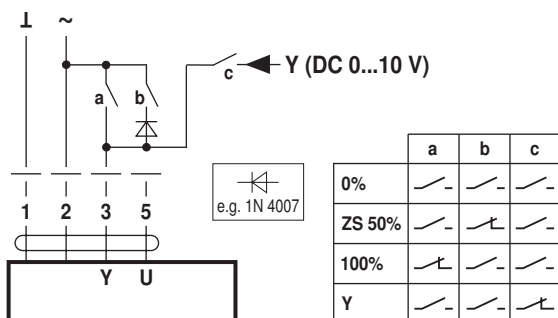 ⊥ ~
a b c Y (DC 0...10 V)
1 2 3 5
Y U
e.g. 1N 4007
a b c
0%
ZS 50%
100%
Y